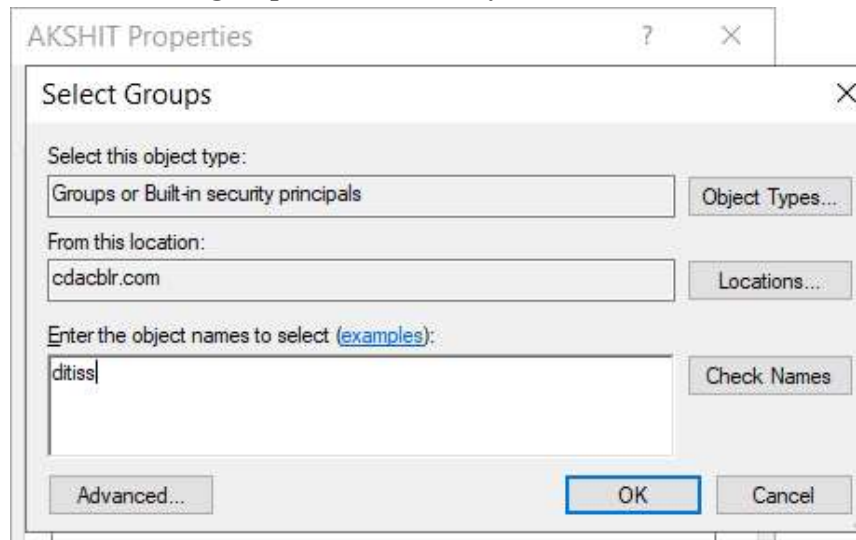 AKSHIT Properties ? ×
Select Groups ×
Select this object type:
Groups or Built-in security principals Object Types...
From this location:
cdacblr.com Locations...
Enter the object names to select (examples):
ditiss Check Names
Advanced... OK Cancel